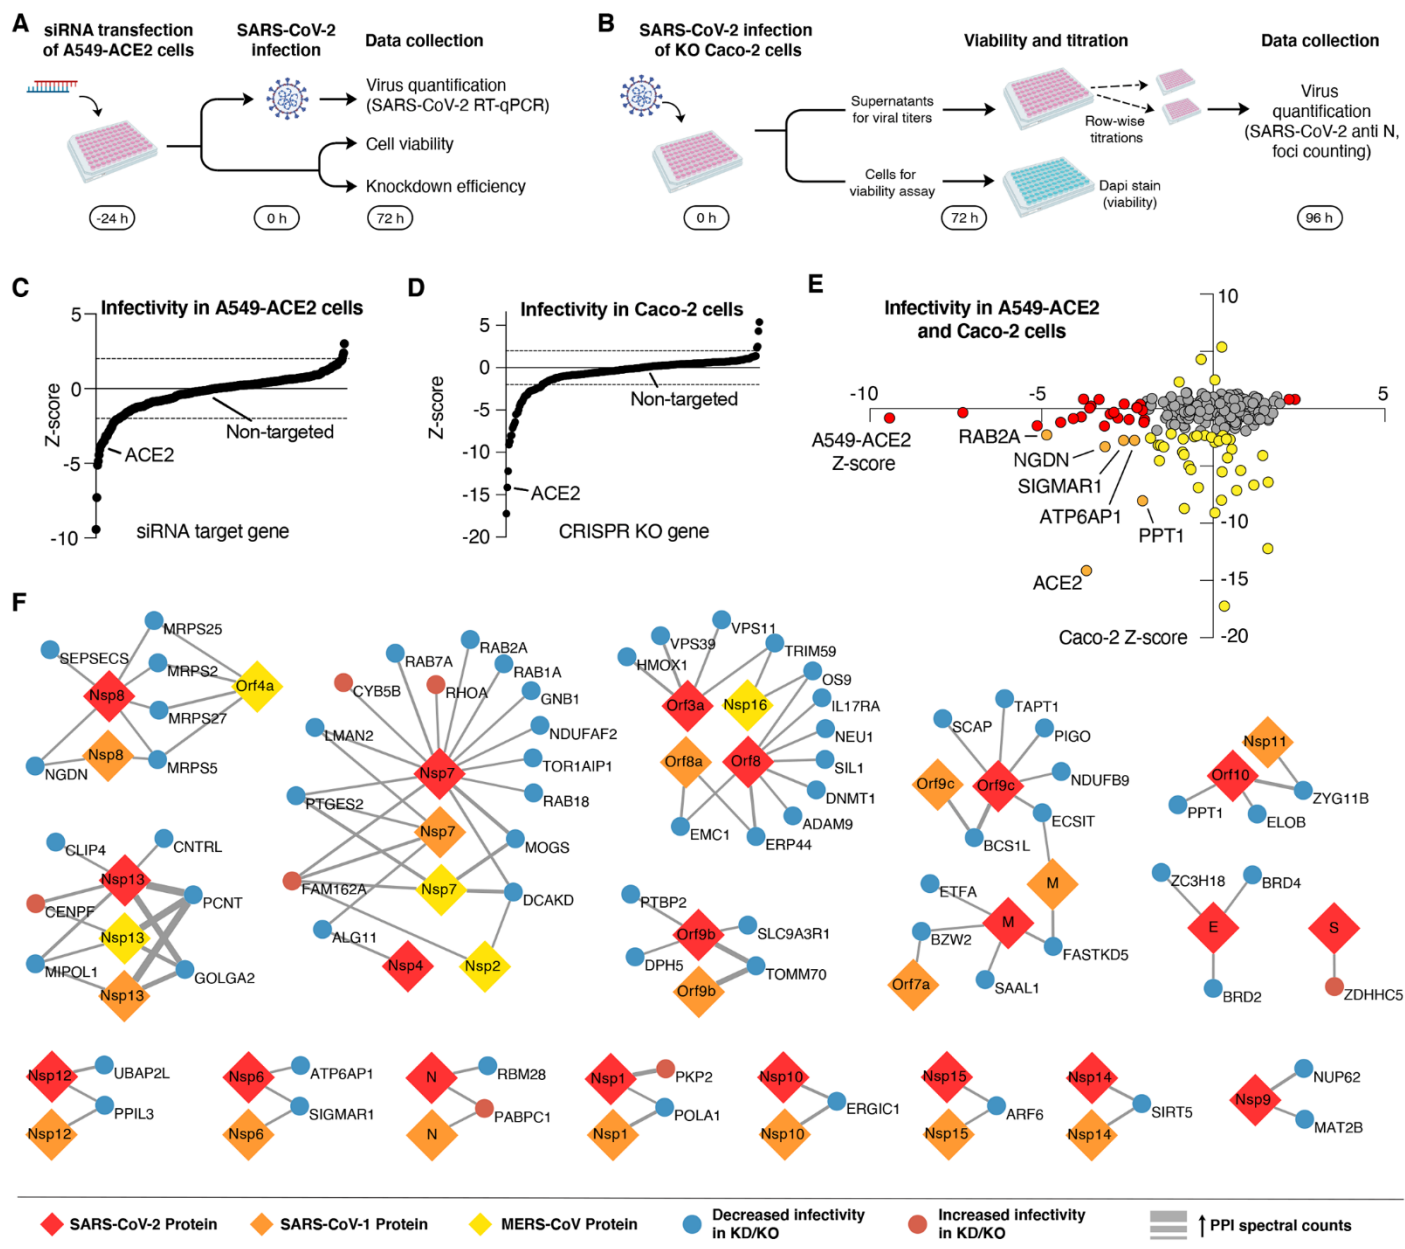 A
siRNA transfection
of A549-ACE2 cells
SARS-CoV-2
infection
Data collection
Virus quantification
(SARS-CoV-2 RT-qPCR)
Cell viability
Knockdown efficiency
-24 h
0 h
72 h
B
SARS-CoV-2 infection
of KO Caco-2 cells
Viability and titration
Data collection
Supernatants
for viral titers
Row-wise
titrations
Virus
quantification
(SARS-CoV-2 anti N,
foci counting)
Cells for
viability assay
Dapi stain
(viability)
0 h
72 h
96 h
C
Infectivity in A549-ACE2 cells
Z-score
5
0
-5
-10
Non-targeted
ACE2
siRNA target gene
D
Infectivity in Caco-2 cells
Z-score
5
0
-5
-10
-15
-20
Non-targeted
ACE2
CRISPR KO gene
E
Infectivity in A549-ACE2
and Caco-2 cells
10
-10
-5
5
A549-ACE2
Z-score
RAB2A
NGDN
SIGMAR1
ATP6AP1
PPT1
-10
ACE2
-15
Caco-2 Z-score
-20
F
MRPS25
SEPSECS
MRPS2
Nsp8
Orf4a
MRPS27
Nsp8
NGDN
MRPS5
RAB7A
RAB2A
RAB1A
CYB5B
RHOA
GNB1
LMAN2
NDUFAF2
Nsp7
TOR1AIP1
PTGES2
RAB18
Nsp7
MOGS
FAM162A
Nsp7
DCAKD
ALG11
Nsp4
Nsp2
VPS39
VPS11
HMOX1
TRIM59
OS9
Orf3a
Nsp16
IL17RA
NEU1
Orf8a
Orf8
SIL1
DNMT1
ADAM9
EMC1
ERP44
SCAP
TAPT1
PIGO
Orf9c
Orf9c
NDUFB9
ECSIT
BCS1L
Nsp11
Orf10
ZYG11B
PPT1
ELOB
CLIP4
CNTRL
Nsp13
PCNT
CENPF
Nsp13
MIPOL1
GOLGA2
Nsp13
PTBP2
Orf9b
SLC9A3R1
DPH5
TOMM70
Orf9b
ETFA
M
M
BZW2
FASTKD5
Orf7a
SAAL1
ZC3H18
BRD4
E
BRD2
S
ZDHHC5
Nsp12
UBAP2L
PPIL3
Nsp12
Nsp6
ATP6AP1
SIGMAR1
Nsp6
N
RBM28
PABPC1
N
Nsp1
PKP2
POLA1
Nsp1
Nsp10
ERGIC1
Nsp10
Nsp15
ARF6
Nsp15
Nsp14
SIRT5
Nsp14
Nsp9
NUP62
MAT2B
SARS-CoV-2 Protein
SARS-CoV-1 Protein
MERS-CoV Protein
Decreased infectivity
in KD/KO
Increased infectivity
in KD/KO
PPI spectral counts